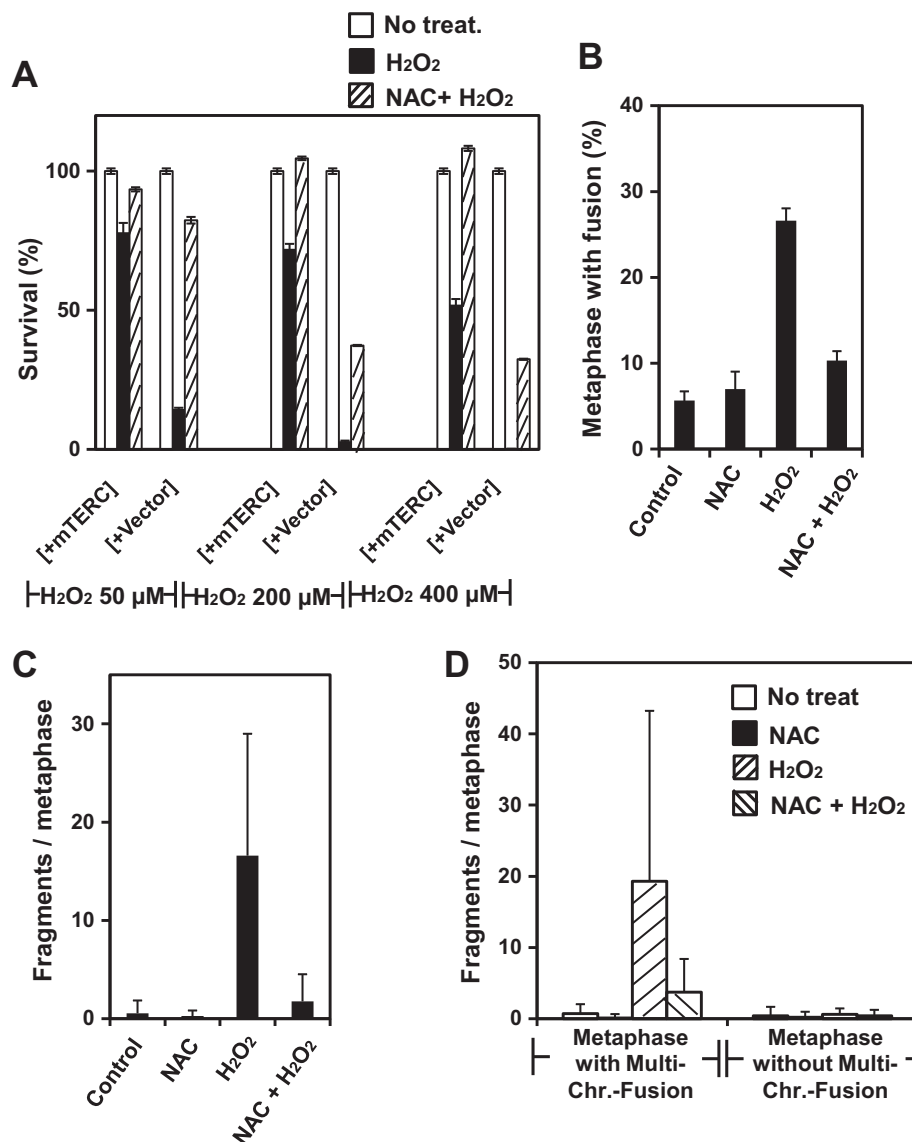 A
No treat.
H2O2
NAC+ H2O2
Survival (%)
100
50
0
[+mTERC]
[+Vector]
[+mTERC]
[+Vector]
[+mTERC]
[+Vector]
H2O2 50 µM
H2O2 200 µM
H2O2 400 µM
B
Metaphase with fusion (%)
40
30
20
10
0
Control
NAC
H2O2
NAC + H2O2
C
Fragments / metaphase
30
20
10
0
Control
NAC
H2O2
NAC + H2O2
D
Fragments / metaphase
50
40
30
20
10
0
No treat
NAC
H2O2
NAC + H2O2
Metaphase
with Multi-
Chr.-Fusion
Metaphase
without Multi-
Chr.-Fusion